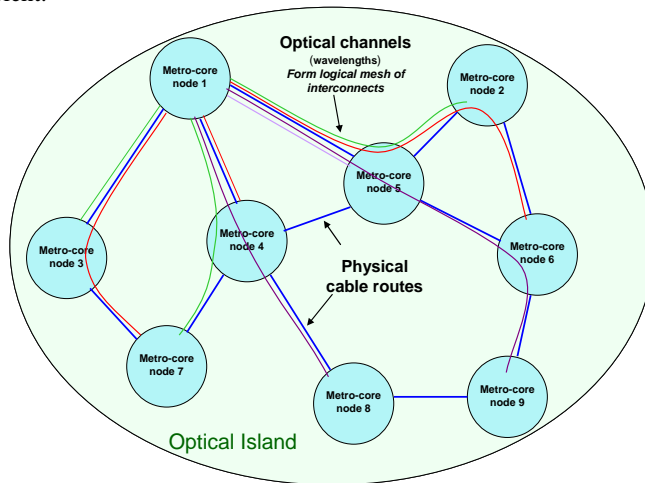 Optical channels
(wavelengths)
Form logical mesh of
interconnects
Metro-core
node 1
Metro-core
node 2
Metro-core
node 5
Metro-core
node 4
Metro-core
node 3
Metro-core
node 6
Physical
cable routes
Metro-core
node 7
Metro-core
node 8
Metro-core
node 9
Optical Island